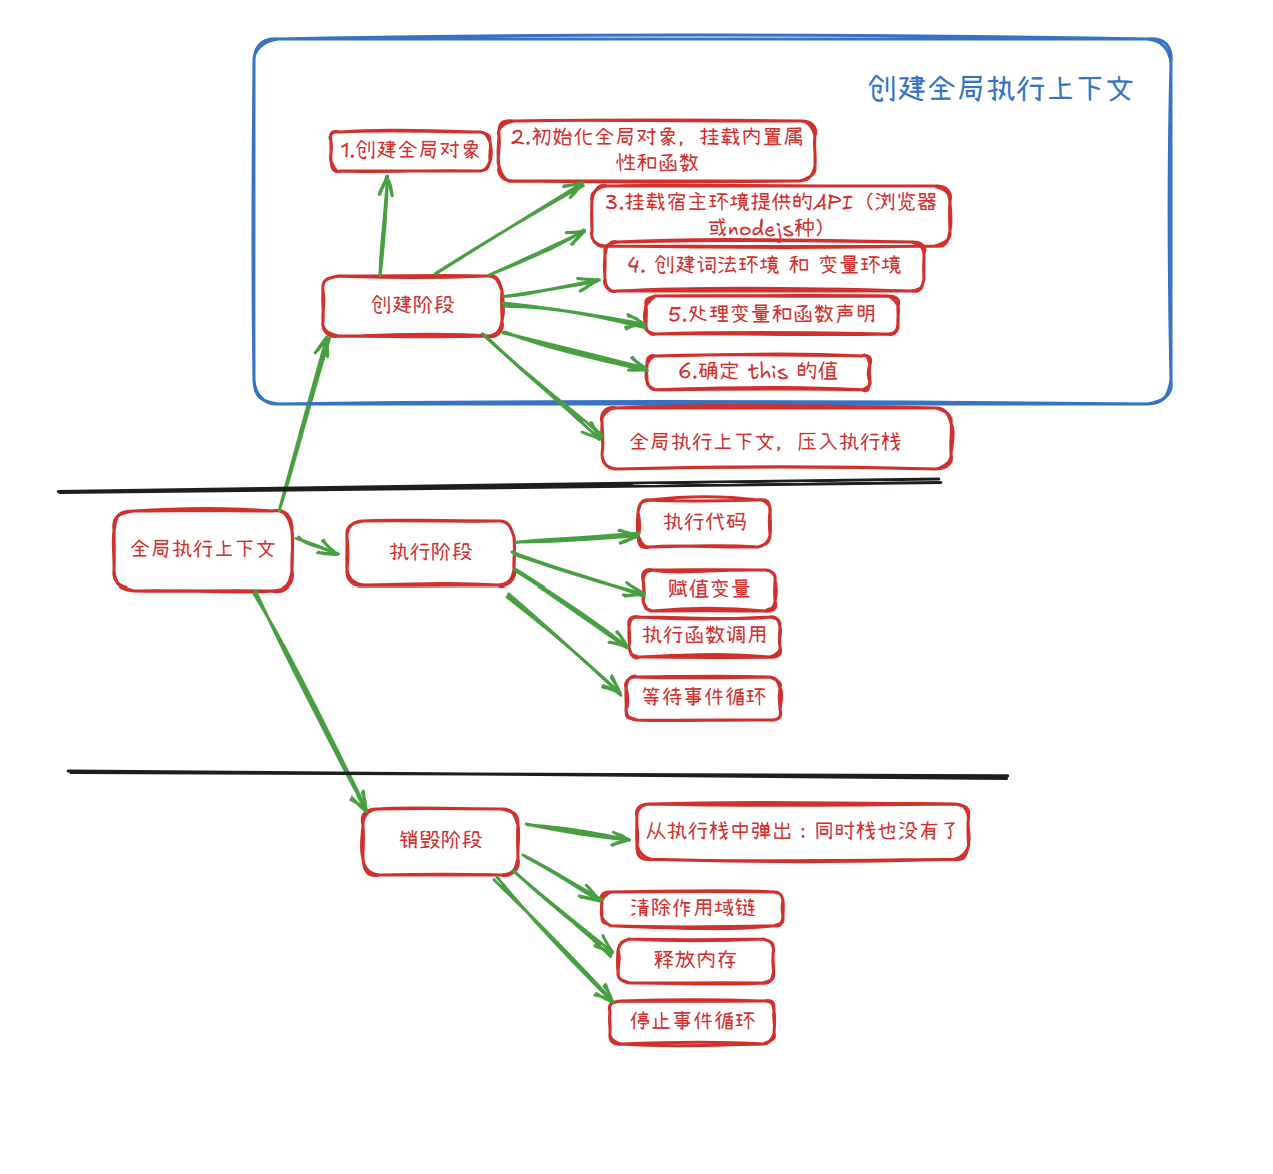 创建全局执行上下文
1.创建全局对象
2.初始化全局对象，挂载内置属
性和函数
3.挂载宿主环境提供的API（浏览器
或nodejs种）
4. 创建词法环境 和 变量环境
创建阶段
5.处理变量和函数声明
6.确定 this 的值
全局执行上下文，压入执行栈
全局执行上下文
执行阶段
执行代码
赋值变量
执行函数调用
等待事件循环
销毁阶段
从执行栈中弹出：同时栈也没有了
清除作用域链
释放内存
停止事件循环